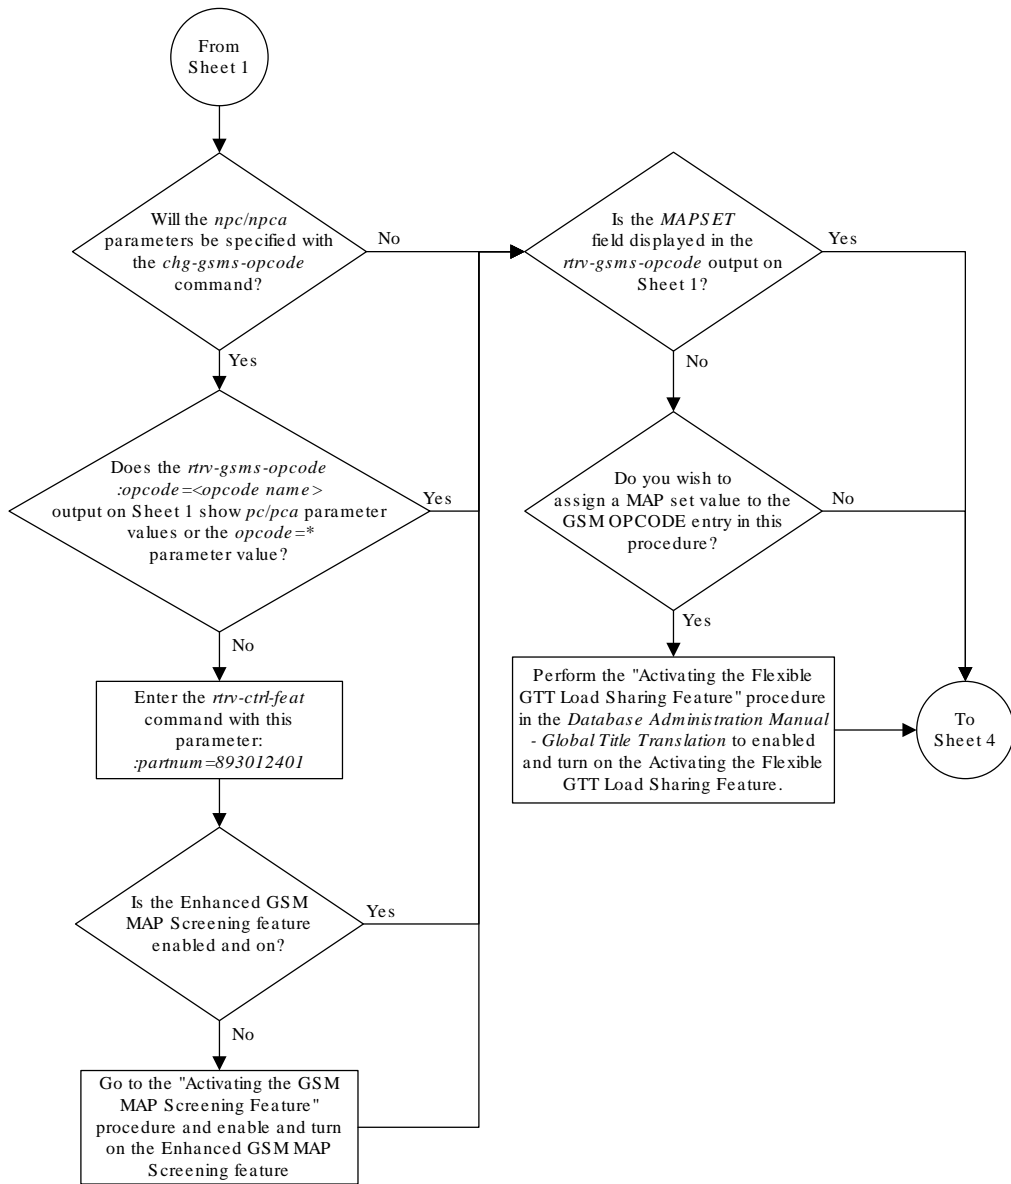 From
Sheet 1
Will the npc/npca
parameters be specified with
the chg-gsms-opcode
command?
No
Yes
Does the rtrv-gsms-opcode
:opcode=<opcode name>
output on Sheet 1 show pc/pca parameter
values or the opcode=*
parameter value?
Yes
No
Enter the rtrv-ctrl-feat
command with this
parameter:
:partnum=893012401
Is the Enhanced GSM
MAP Screening feature
enabled and on?
Yes
No
Go to the "Activating the GSM
MAP Screening Feature"
procedure and enable and turn
on the Enhanced GSM MAP
Screening feature
Is the MAPSET
field displayed in the
rtrv-gsms-opcode output on
Sheet 1?
Yes
No
Do you wish to
assign a MAP set value to the
GSM OPCODE entry in this
procedure?
No
Yes
Perform the "Activating the Flexible
GTT Load Sharing Feature" procedure
in the Database Administration Manual
- Global Title Translation to enabled
and turn on the Activating the Flexible
GTT Load Sharing Feature.
To
Sheet 4